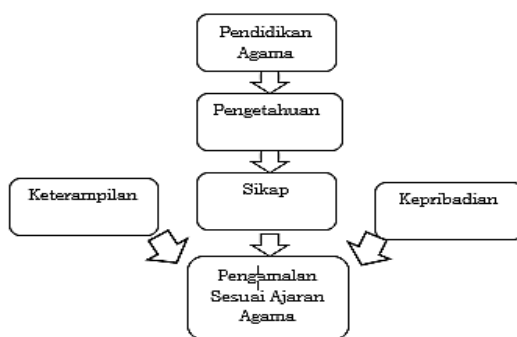 Pendidikan
Agama
Pengetahuan
Keterampilan
Sikap
Kepribadian
Pengamalan
Sesuai Ajaran
Agama